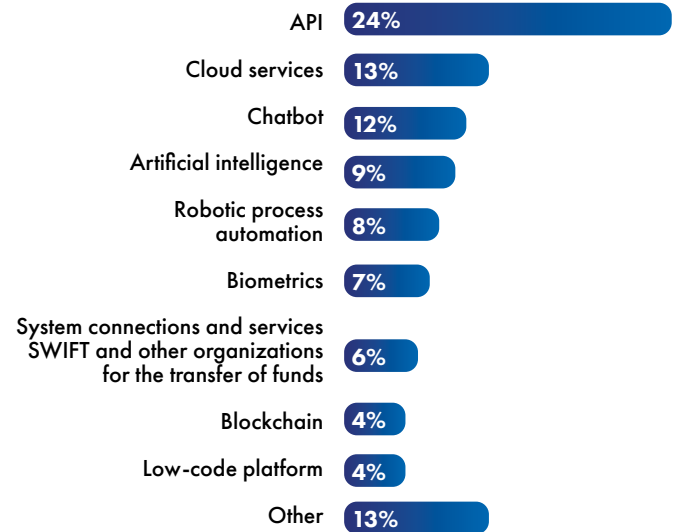 API 24%
Cloud services 13%
Chatbot 12%
Artificial intelligence 9%
Robotic process
automation 8%
Biometrics 7%
System connections and services
SWIFT and other organizations 6%
for the transfer of funds
Blockchain 4%
Low-code platform 4%
Other 13%